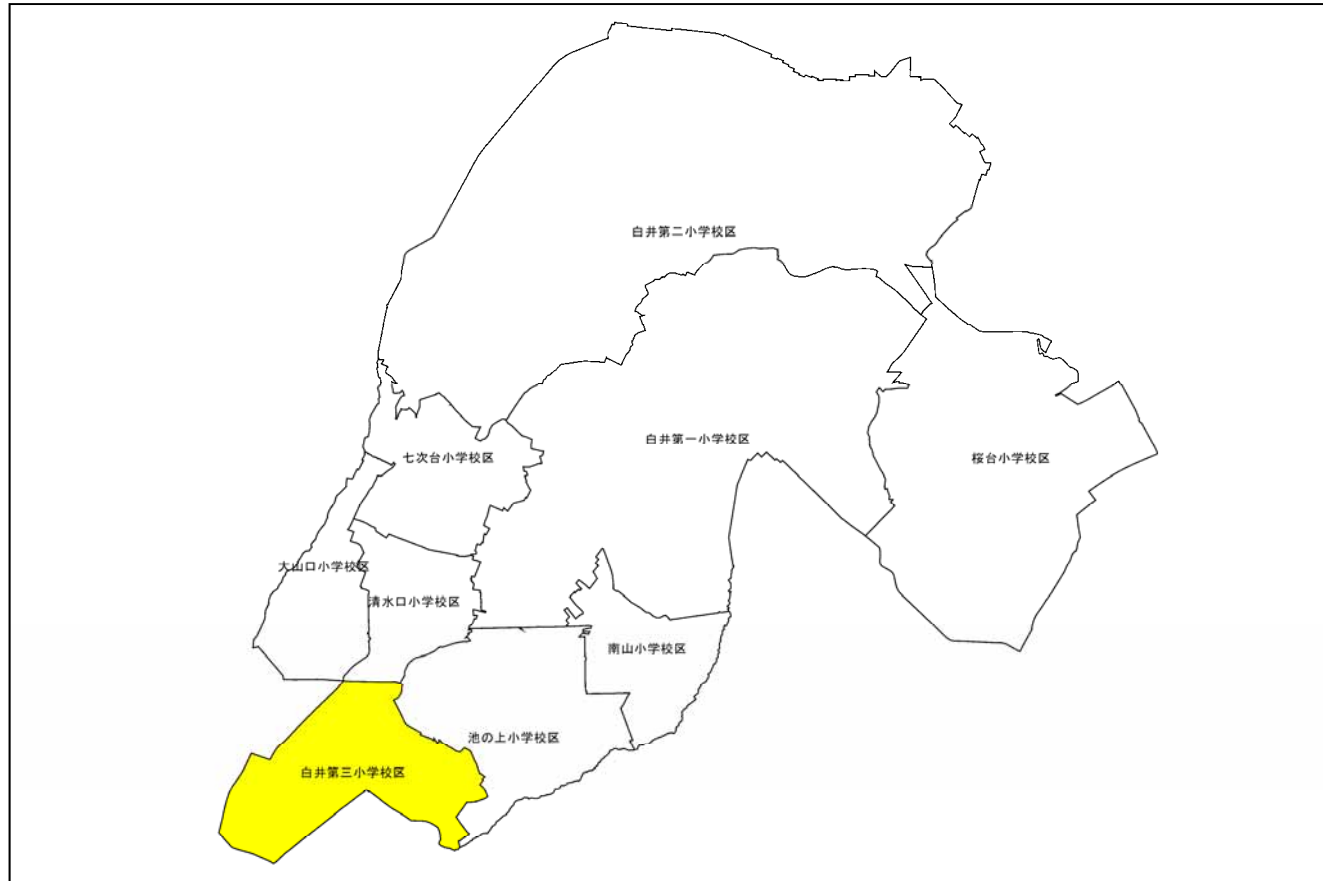 白井第二小学校区
白井第一小学校区
七次台小学校区
桜台小学校区
大山口小学校区
清水口小学校区
南山小学校区
池の上小学校区
白井第三小学校区